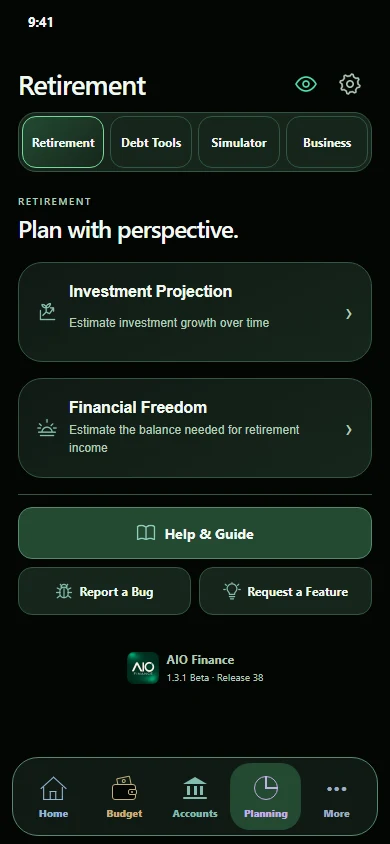 9:41
Retirement
Retirement
Debt Tools
Simulator
Business
RETIREMENT
Plan with perspective.
Investment Projection
Estimate investment growth over time
Financial Freedom
Estimate the balance needed for retirement
income
Help & Guide
Report a Bug
Request a Feature
AIO
FINANCE
AIO Finance
1.3.1 Beta · Release 38
Home
Budget
Accounts
Planning
More